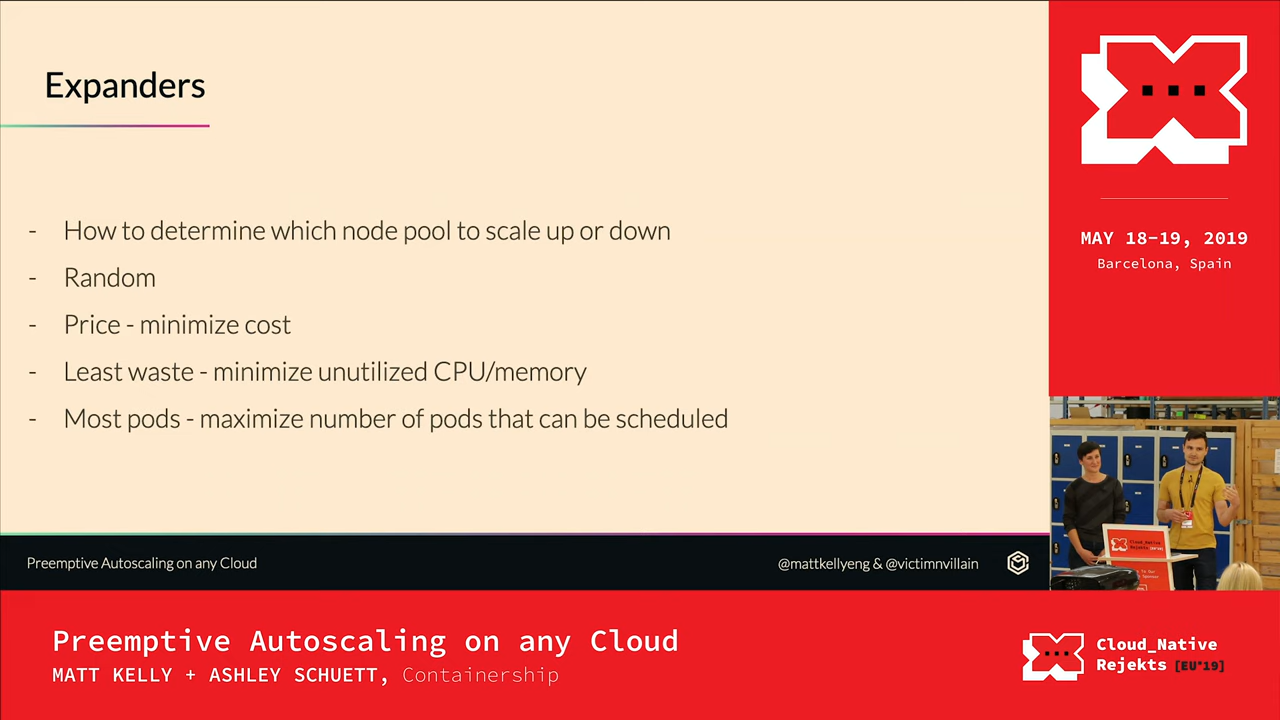 Expanders
- How to determine which node pool to scale up or down
- Random
- Price - minimize cost
- Least waste - minimize unutilized CPU/memory
- Most pods - maximize number of pods that can be scheduled
Preemptive Autoscaling on any Cloud
@mattkellyeng & @victimnvillain
MAY 18-19, 2019
Barcelona, Spain
Cloud_Native
Rejekts
Preemptive Autoscaling on any Cloud
MATT KELLY + ASHLEY SCHUETT, Containership
Cloud_Native
Rejekts [EU*19]